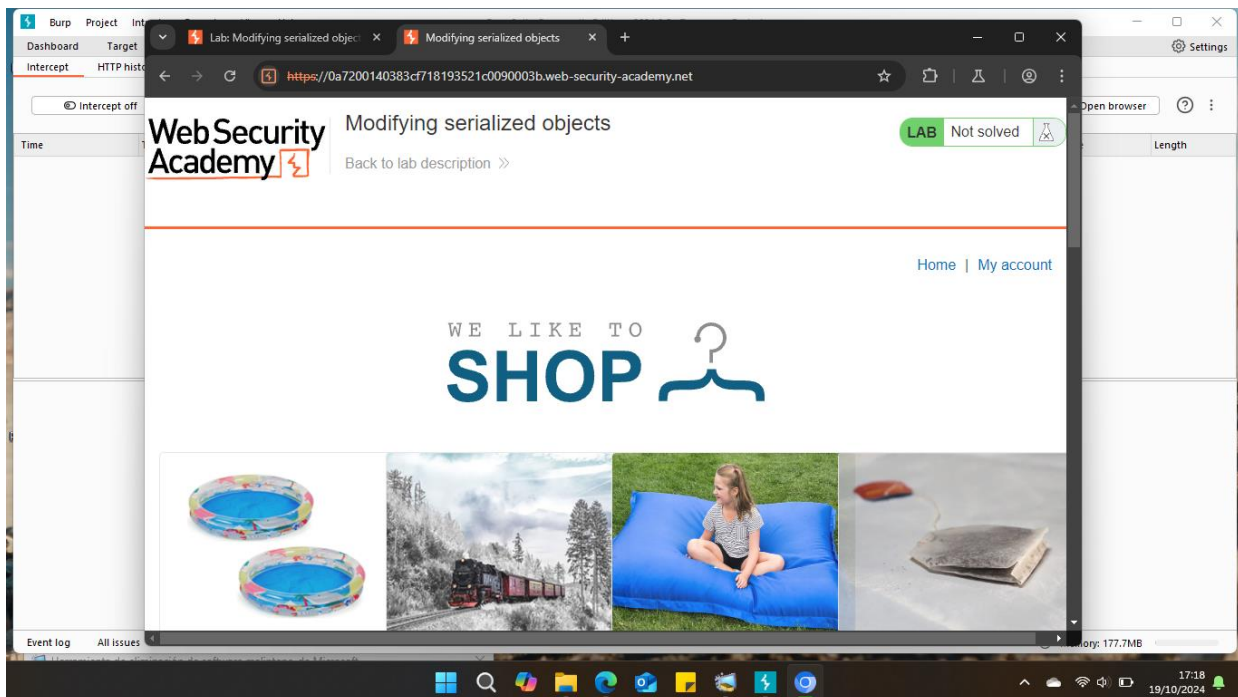 Burp Project Int
Dashboard Target
Settings
Intercept HTTP histo
Intercept off
Open browser
Time
Length
Lab: Modifying serialized objec
Modifying serialized objects
https://0a7200140383cf718193521c0090003b.web-security-academy.net
Web Security
Academy
Modifying serialized objects
Back to lab description
LAB Not solved
Home | My account
WE LIKE TO
SHOP
Event log All issues
Memory: 177.7MB
17:18
19/10/2024